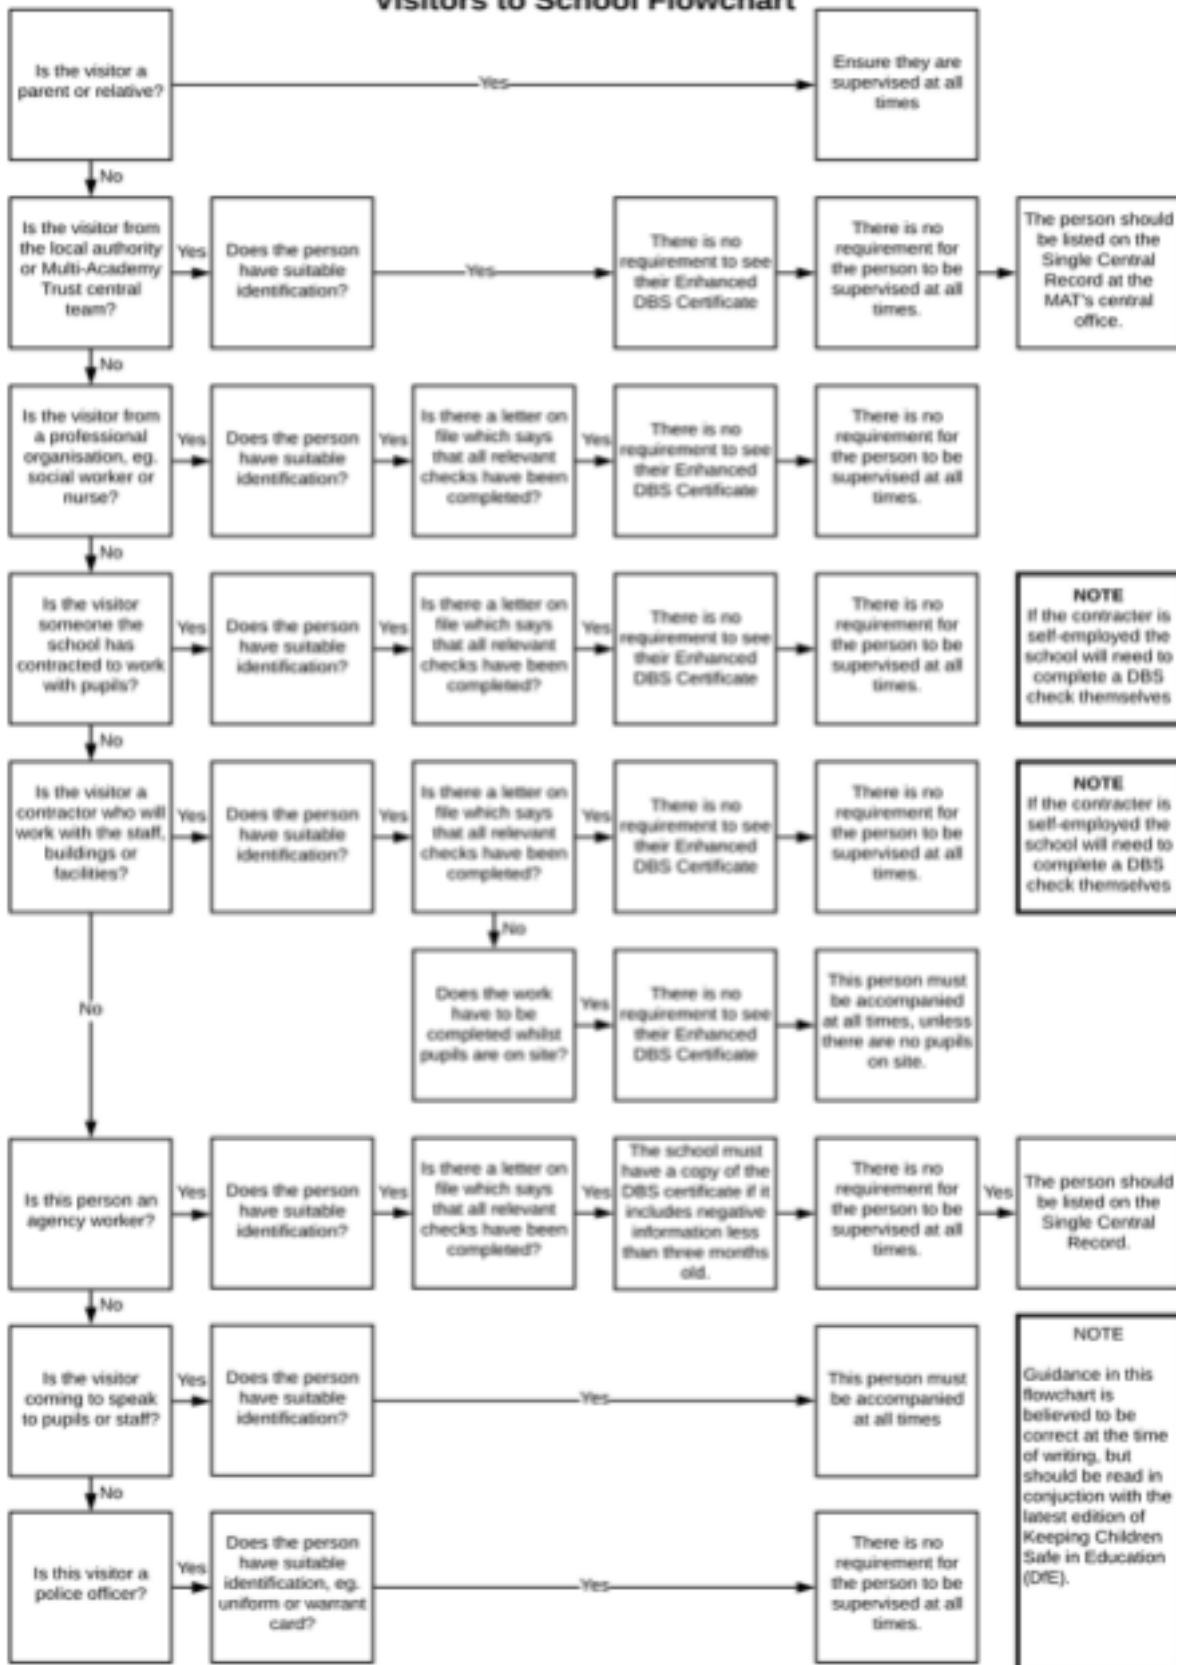 Visitors to School Flowchart
Is the visitor a
parent or relative?
Yes
Ensure they are
supervised at all
times
No
Is the visitor from
the local authority
or Multi-Academy
Trust central
team?
Yes
Does the person
have suitable
identification?
Yes
There is no
requirement to see
their Enhanced
DBS Certificate
There is no
requirement for
the person to be
supervised at all
times.
The person should
be listed on the
Single Central
Record at the
MAT's central
office.
No
Is the visitor from
a professional
organisation, eg.
social worker or
nurse?
Yes
Does the person
have suitable
identification?
Yes
Is there a letter on
file which says
that all relevant
checks have been
completed?
Yes
There is no
requirement to see
their Enhanced
DBS Certificate
There is no
requirement for
the person to be
supervised at all
times.
No
Is the visitor
someone the
school has
contracted to work
with pupils?
Yes
Does the person
have suitable
identification?
Yes
Is there a letter on
file which says
that all relevant
checks have been
completed?
Yes
There is no
requirement to see
their Enhanced
DBS Certificate
There is no
requirement for
the person to be
supervised at all
times.
NOTE
If the contracter is
self-employed the
school will need to
complete a DBS
check themselves
No
Is the visitor a
contractor who will
work with the staff,
buildings or
facilities?
Yes
Does the person
have suitable
identification?
Yes
Is there a letter on
file which says
that all relevant
checks have been
completed?
Yes
There is no
requirement to see
their Enhanced
DBS Certificate
There is no
requirement for
the person to be
supervised at all
times.
NOTE
If the contracter is
self-employed the
school will need to
complete a DBS
check themselves
No
No
Does the work
have to be
completed whilst
pupils are on site?
Yes
There is no
requirement to see
their Enhanced
DBS Certificate
This person must
be accompanied
at all times, unless
there are no pupils
on site.
Is this person an
agency worker?
Yes
Does the person
have suitable
identification?
Yes
Is there a letter on
file which says
that all relevant
checks have been
completed?
Yes
The school must
have a copy of the
DBS certificate if it
includes negative
information less
than three months
old.
There is no
requirement for
the person to be
supervised at all
times.
Yes
The person should
be listed on the
Single Central
Record.
No
Is the visitor
coming to speak
to pupils or staff?
Yes
Does the person
have suitable
identification?
Yes
This person must
be accompanied
at all times
NOTE
Guidance in this
flowchart is
believed to be
correct at the time
of writing, but
should be read in
conjuction with the
latest edition of
Keeping Children
Safe in Education
(DfE).
No
Is this visitor a
police officer?
Yes
Does the person
have suitable
identification, eg.
uniform or warrant
card?
Yes
There is no
requirement for
the person to be
supervised at all
times.